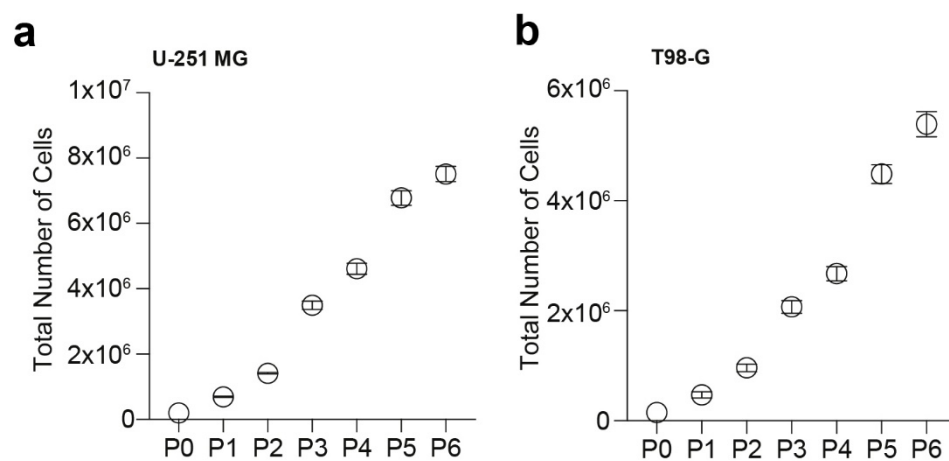 a
U-251 MG
Total Number of Cells
1x10⁷
8x10⁶
6x10⁶
4x10⁶
2x10⁶
0
P0 P1 P2 P3 P4 P5 P6
b
T98-G
Total Number of Cells
6x10⁶
4x10⁶
2x10⁶
0
P0 P1 P2 P3 P4 P5 P6